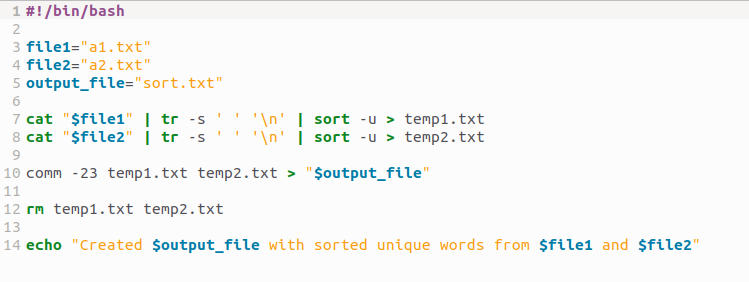 1 #!/bin/bash
2
3 file1="a1.txt"
4 file2="a2.txt"
5 output_file="sort.txt"
6
7 cat "$file1" | tr -s ' ' '\n' | sort -u > temp1.txt
8 cat "$file2" | tr -s ' ' '\n' | sort -u > temp2.txt
9
10 comm -23 temp1.txt temp2.txt > "$output_file"
11
12 rm temp1.txt temp2.txt
13
14 echo "Created $output_file with sorted unique words from $file1 and $file2"